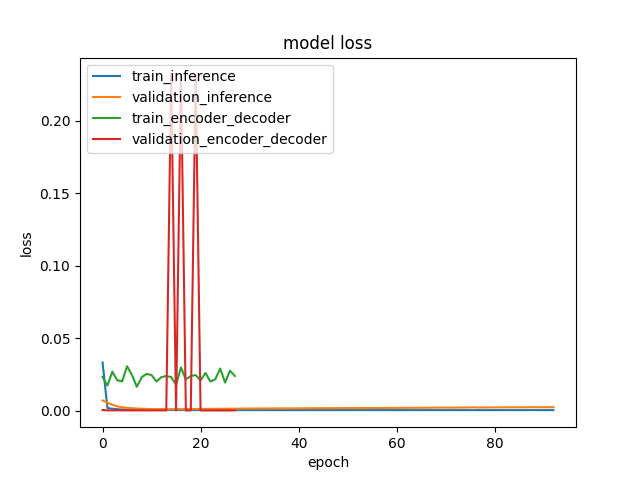 model loss
train_inference
validation_inference
train_encoder_decoder
validation_encoder_decoder
0.20
0.15
0.10
0.05
0.00
loss
0 20 40 60 80
epoch